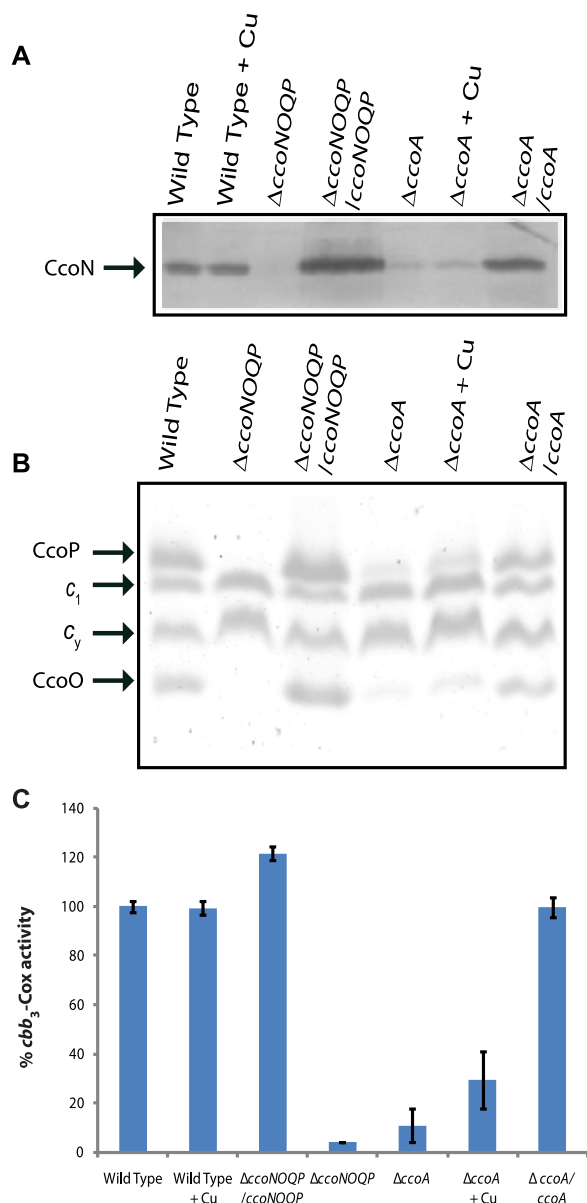 A
Wild Type
Wild Type + Cu
ΔccoNOQP
ΔccoNOQP
/ccoNOQP
ΔccoA
ΔccoA + Cu
ΔccoA
/ccoA
CcoN
B
Wild Type
ΔccoNOQP
ΔccoNOQP
/ccoNOQP
ΔccoA
ΔccoA + Cu
ΔccoA
/ccoA
CcoP
c1
cy
CcoO
C
% cbb3-Cox activity
140
120
100
80
60
40
20
0
Wild Type
Wild Type
+ Cu
ΔccoNOQP
/ccoNOOP
ΔccoNOQP
ΔccoA
ΔccoA
+ Cu
ΔccoA/
ccoA